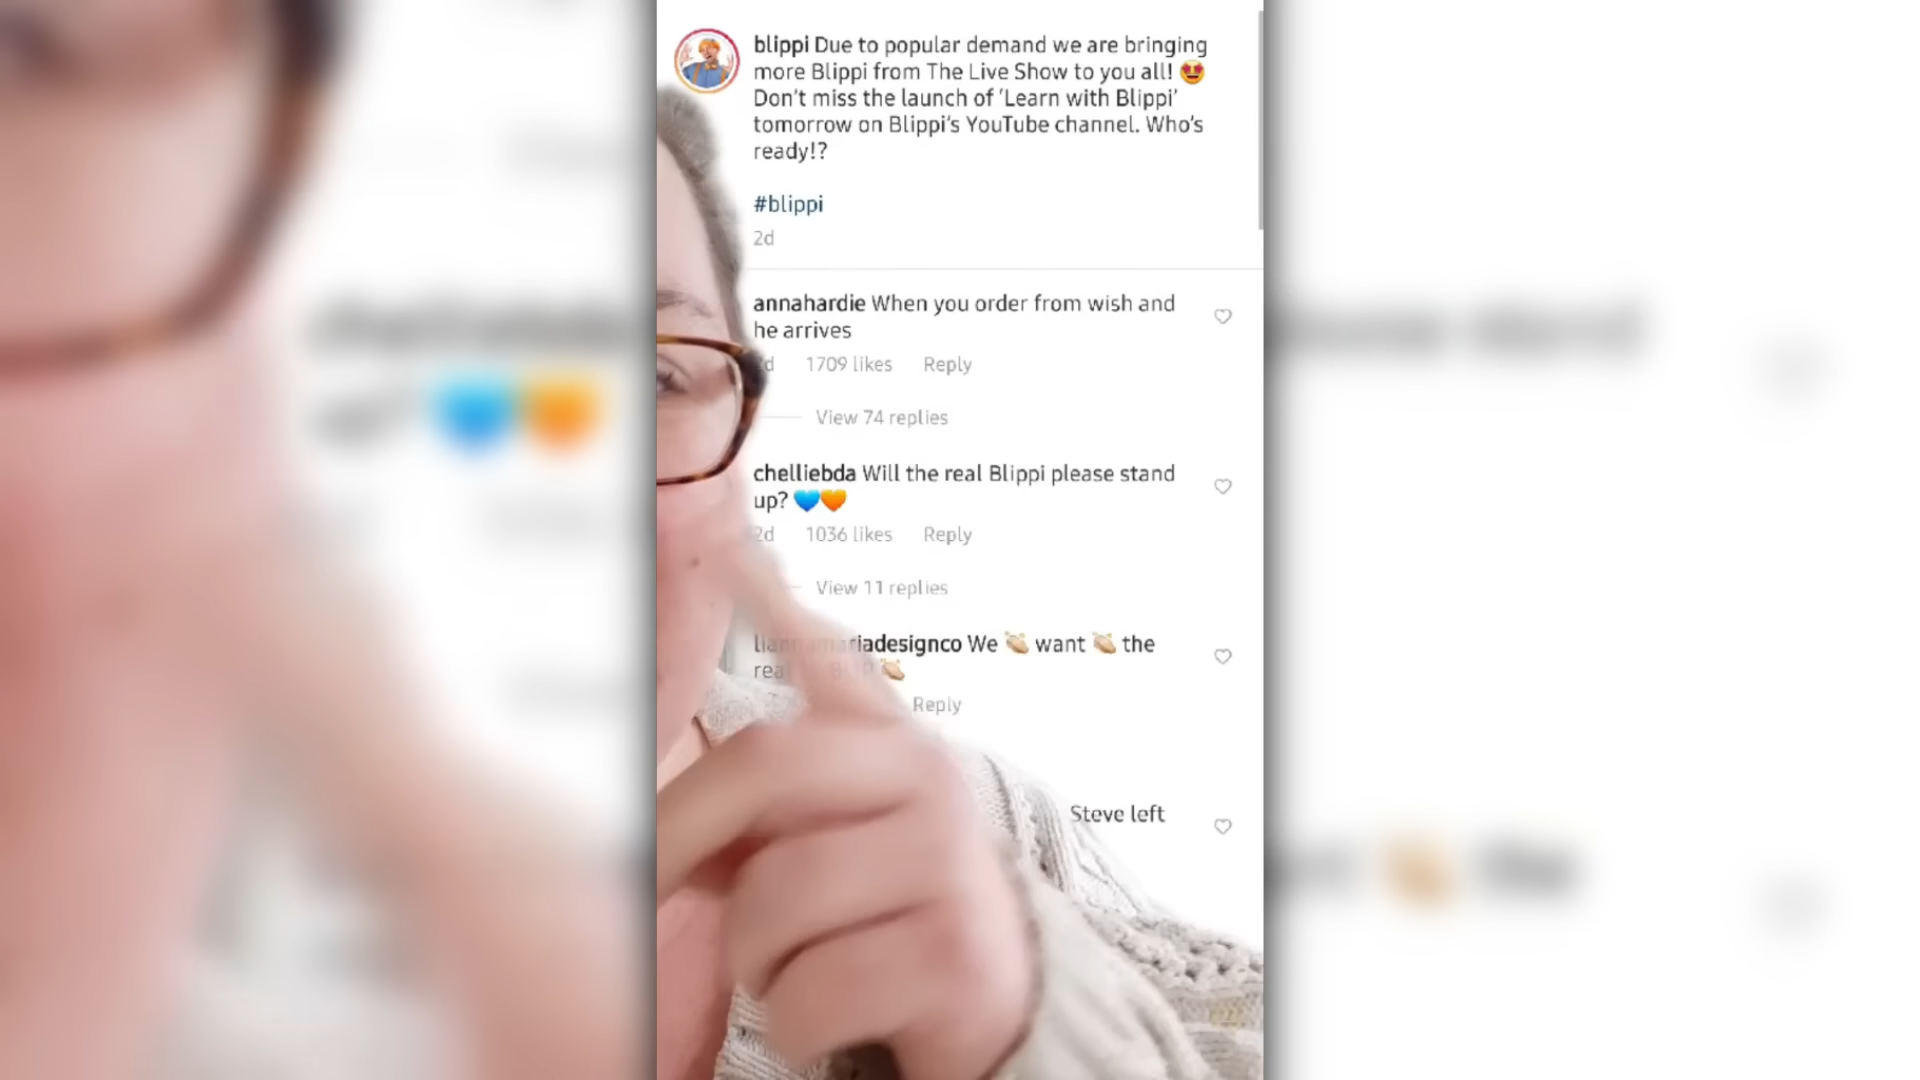 blippi Due to popular demand we are bringing
more Blippi from The Live Show to you all! 🤩
Don't miss the launch of 'Learn with Blippi'
tomorrow on Blippi's YouTube channel. Who's
ready!?
#blippi
2d
annahardie When you order from wish and
he arrives
2d 1709 likes Reply
View 74 replies
chelliebda Will the real Blippi please stand
up? 💙🧡
2d 1036 likes Reply
View 11 replies
We 👏🏼 want 👏🏼 the
👏🏼
Reply
Steve left